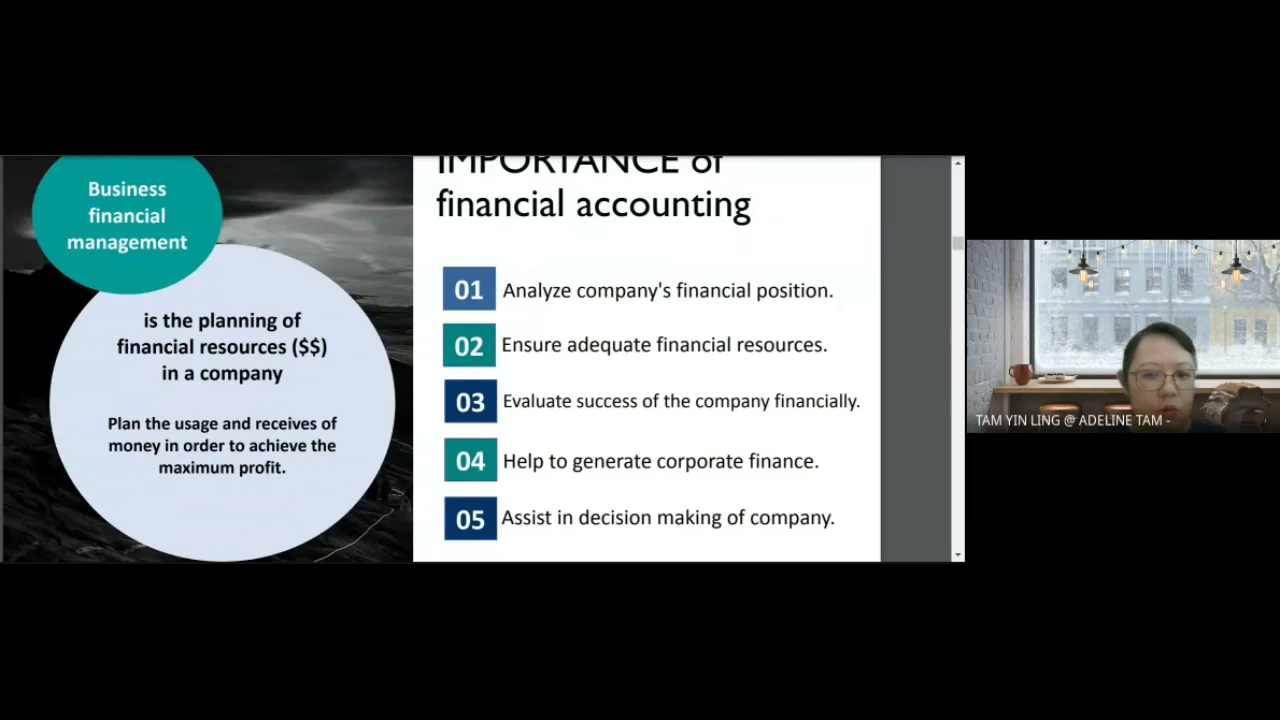 Business
financial
management
is the planning of
financial resources ($$)
in a company
Plan the usage and receives of
money in order to achieve the
maximum profit.
IMPORTANCE of
financial accounting
01 Analyze company's financial position.
02 Ensure adequate financial resources.
03 Evaluate success of the company financially.
04 Help to generate corporate finance.
05 Assist in decision making of company.
TAM YIN LING @ ADELINE TAM -